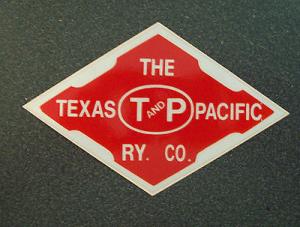 THE
TEXAS T AND P PACIFIC
RY. CO.